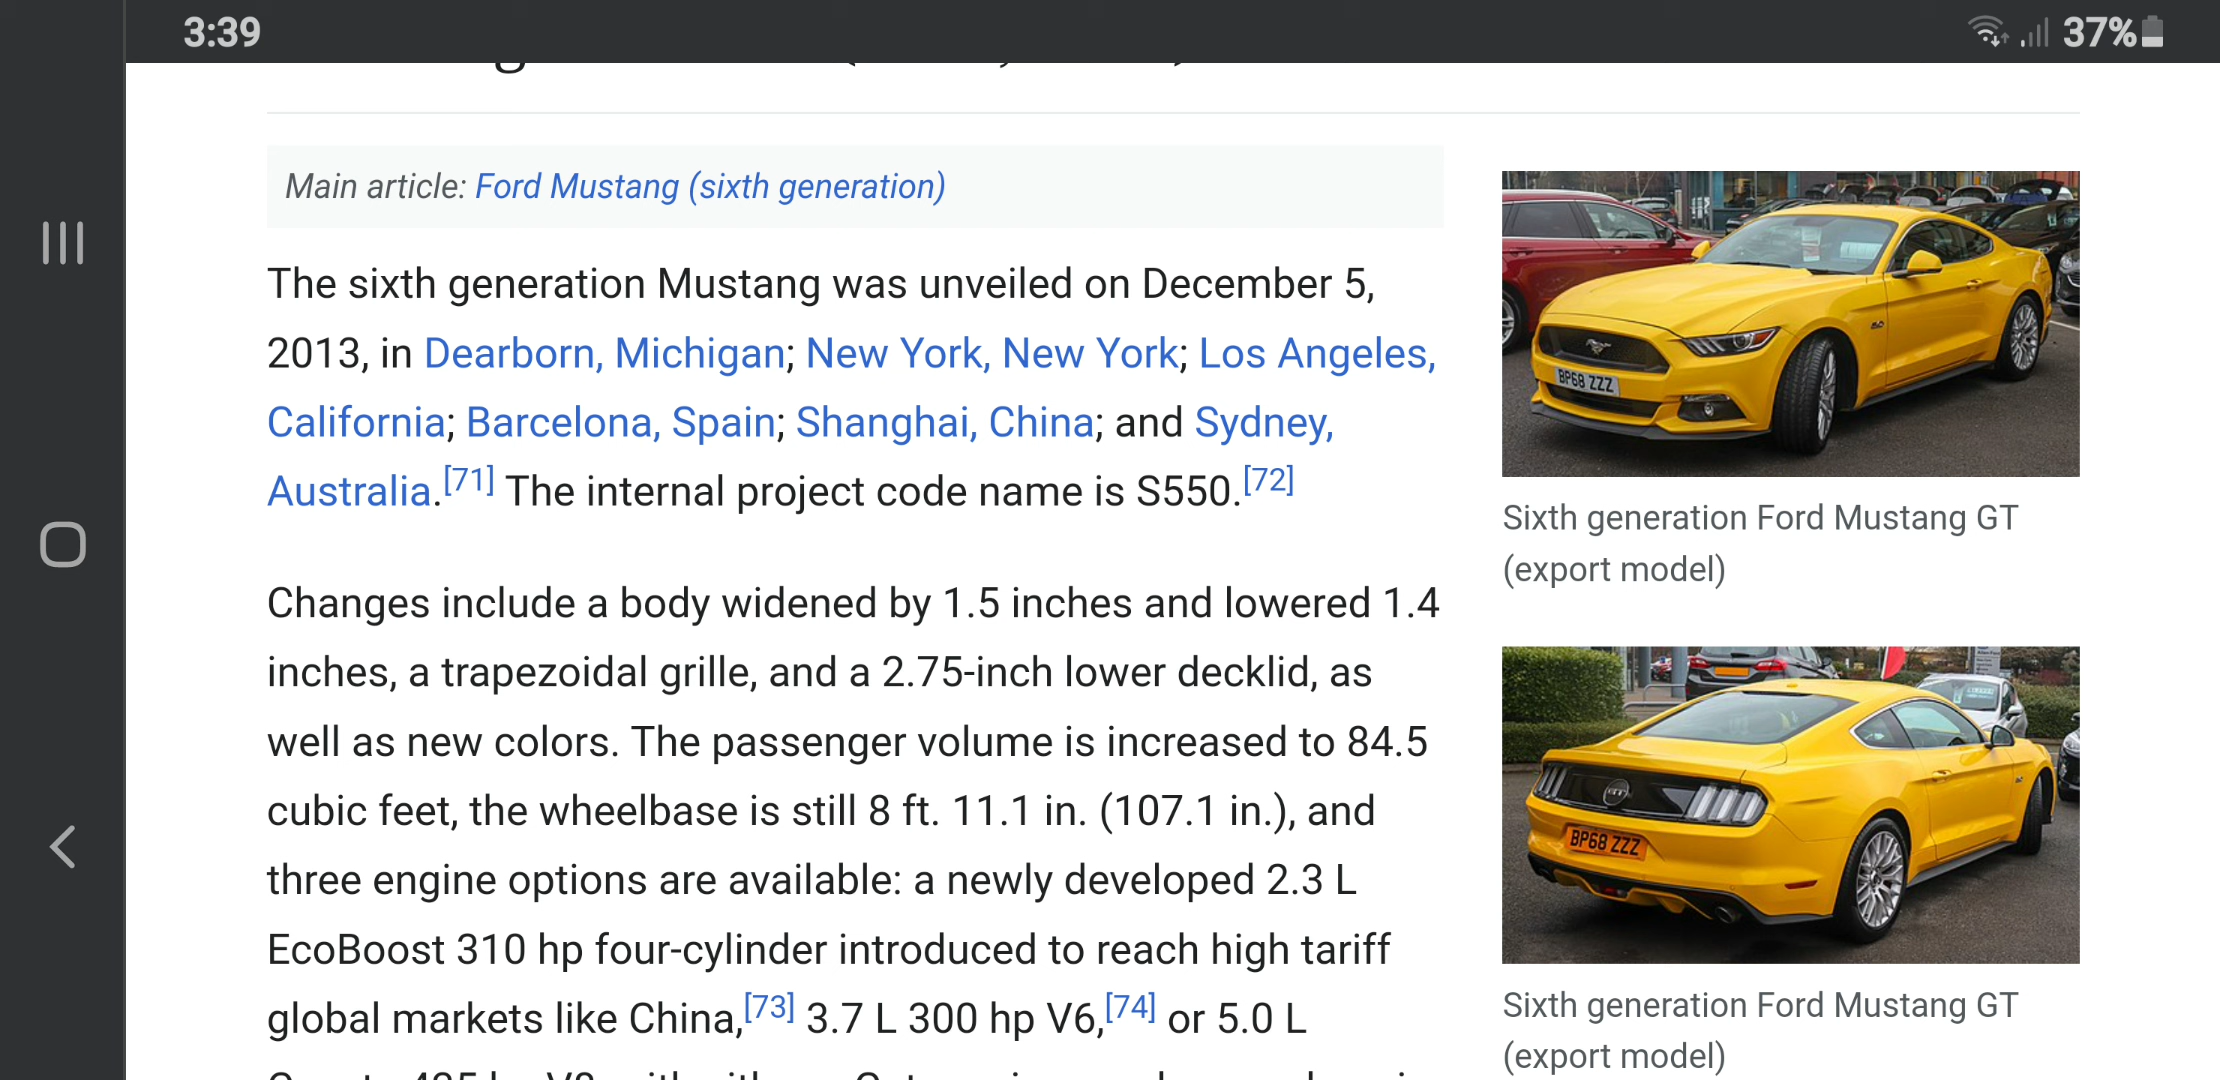 3:39
37%
Main article: Ford Mustang (sixth generation)
The sixth generation Mustang was unveiled on December 5,
2013, in Dearborn, Michigan; New York, New York; Los Angeles,
California; Barcelona, Spain; Shanghai, China; and Sydney,
Australia.[71] The internal project code name is S550.[72]
Changes include a body widened by 1.5 inches and lowered 1.4
inches, a trapezoidal grille, and a 2.75-inch lower decklid, as
well as new colors. The passenger volume is increased to 84.5
cubic feet, the wheelbase is still 8 ft. 11.1 in. (107.1 in.), and
three engine options are available: a newly developed 2.3 L
EcoBoost 310 hp four-cylinder introduced to reach high tariff
global markets like China,[73] 3.7 L 300 hp V6,[74] or 5.0 L
BP68 ZZZ
Sixth generation Ford Mustang GT
(export model)
GT
BP68 ZZZ
Sixth generation Ford Mustang GT
(export model)